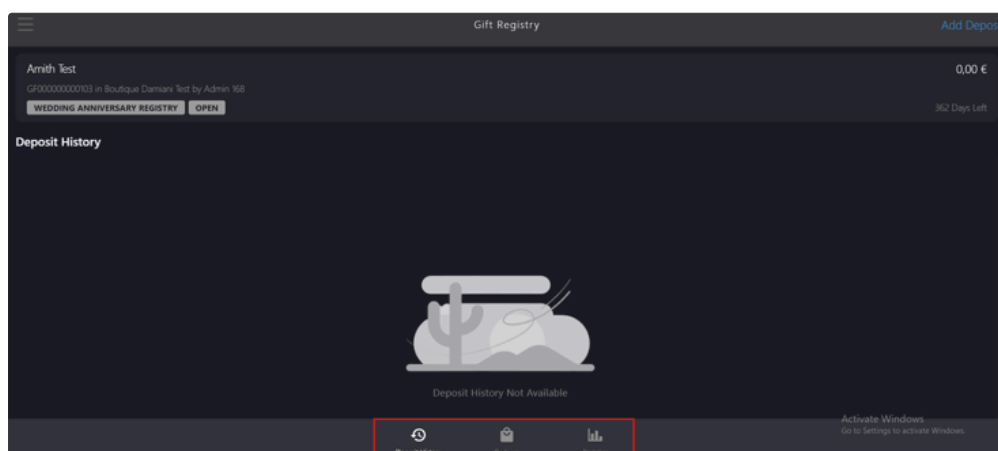 Gift Registry
Add Depos
Amith Test
0,00 €
GF000000000103 in Boutique Damiani Test by Admin 168
WEDDING ANNIVERSARY REGISTRY
OPEN
362 Days Left
Deposit History
Deposit History Not Available
Activate Windows
Go to Settings to activate Windows.